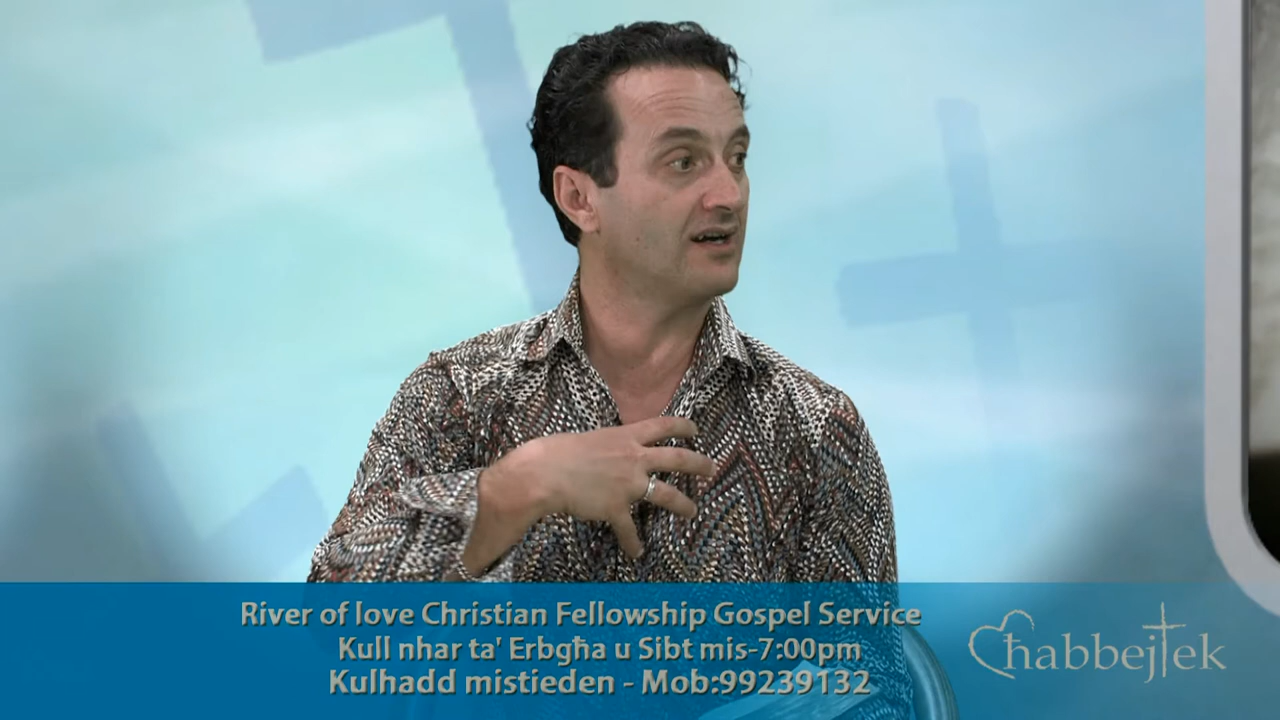 River of love Christian Fellowship Gospel Service
Kull nhar ta' Erbgħa u Sibt mis-7:00pm
Kulhadd mistieden - Mob:99239132
Ħabbejtek